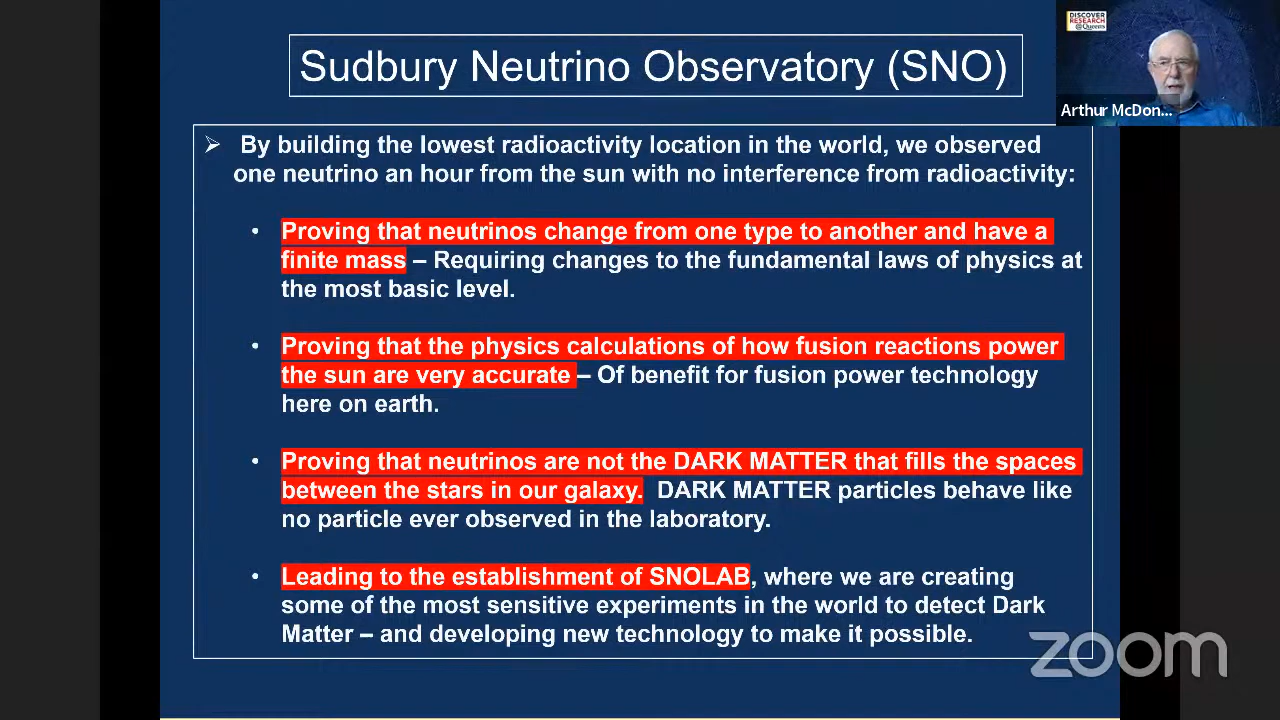 Sudbury Neutrino Observatory (SNO)
DISCOVER
RESEARCH
@Queens
Arthur McDon...
➢ By building the lowest radioactivity location in the world, we observed
one neutrino an hour from the sun with no interference from radioactivity:
• Proving that neutrinos change from one type to another and have a
finite mass – Requiring changes to the fundamental laws of physics at
the most basic level.
• Proving that the physics calculations of how fusion reactions power
the sun are very accurate – Of benefit for fusion power technology
here on earth.
• Proving that neutrinos are not the DARK MATTER that fills the spaces
between the stars in our galaxy. DARK MATTER particles behave like
no particle ever observed in the laboratory.
• Leading to the establishment of SNOLAB, where we are creating
some of the most sensitive experiments in the world to detect Dark
Matter – and developing new technology to make it possible.
zoom